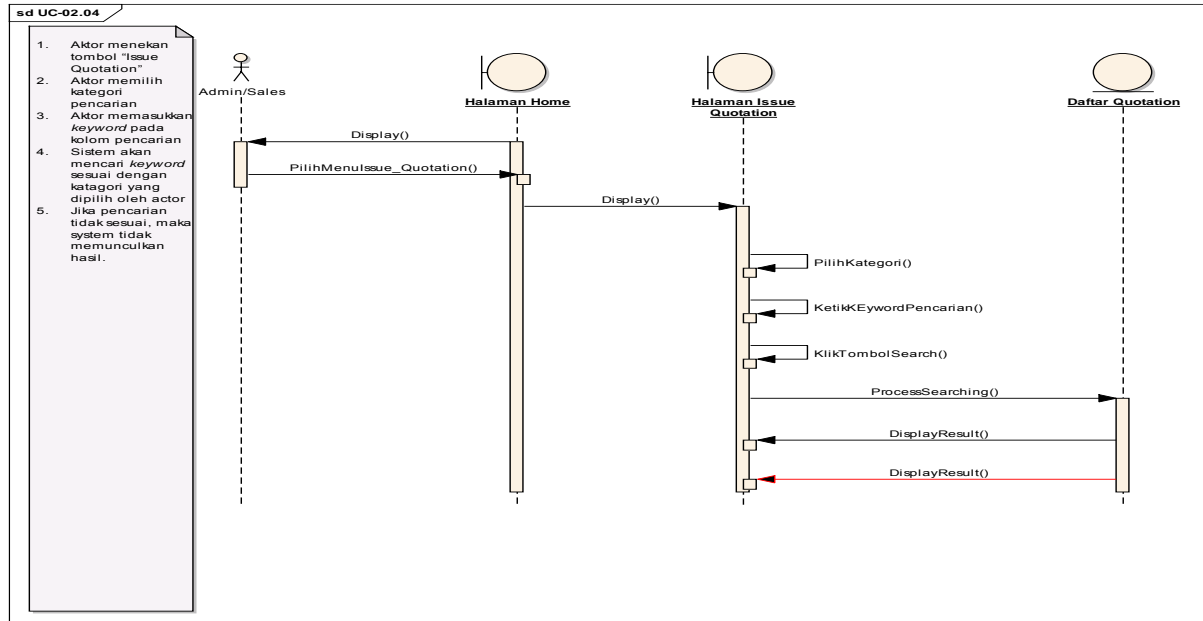 sd UC-02.04
1. Aktor menekan
tombol "Issue
Quotation"
2. Aktor memilih
kategori
pencarian
3. Aktor memasukkan
keyword pada
kolom pencarian
4. Sistem akan
mencari keyword
sesuai dengan
katagori yang
dipilih oleh actor
5. Jika pencarian
tidak sesuai, maka
system tidak
memunculkan
hasil.
Admin/Sales
Halaman Home
Halaman Issue
Quotation
Daftar Quotation
Display()
PilihMenuIssue_Quotation()
Display()
PilihKategori()
KetikKEywordPencarian()
KlikTombolSearch()
ProcessSearching()
DisplayResult()
DisplayResult()